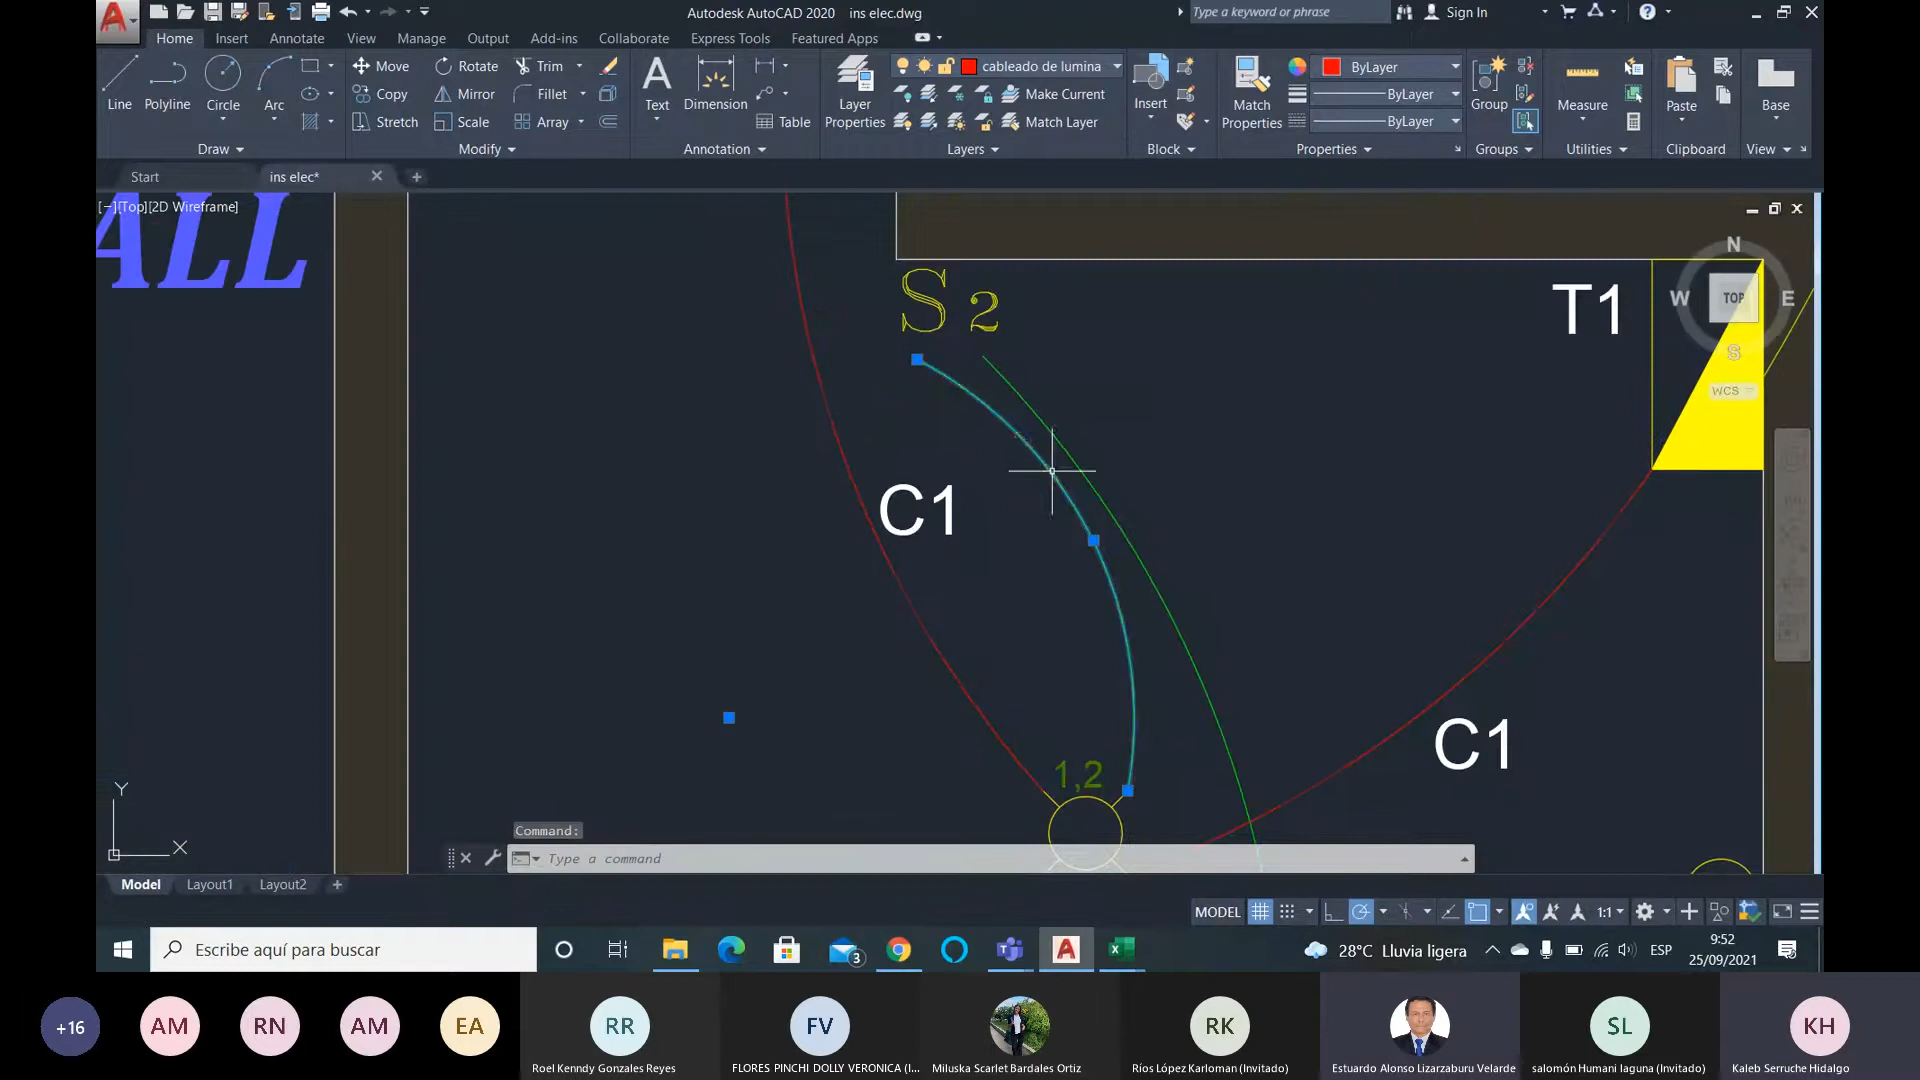 Autodesk AutoCAD 2020 ins elec.dwg
Type a keyword or phrase
Sign In
Home Insert Annotate View Manage Output Add-ins Collaborate Express Tools Featured Apps
Line Polyline Circle Arc
Move Rotate Trim
Copy Mirror Fillet
Stretch Scale Array
Text Dimension Table
Layer Properties
cableado de lumina
Make Current
Match Layer
Insert
Match Properties
ByLayer
ByLayer
ByLayer
Group
Measure
Paste
Base
Draw Modify Annotation Layers Block Properties Groups Utilities Clipboard View
Start ins elec*
[−][Top][2D Wireframe]
ALL
S 2
T1
N
W TOP E
S
WCS
C1
C1
1,2
Y
X
Command:
Type a command
Model Layout1 Layout2
MODEL 1:1
Escribe aquí para buscar
3
28°C Lluvia ligera
ESP
9:52
25/09/2021
+16 AM RN AM EA RR FV RK SL KH
Roel Kenndy Gonzales Reyes
FLORES PINCHI DOLLY VERONICA (I...
Miluska Scarlet Bardales Ortiz
Ríos López Karloman (Invitado)
Estuardo Alonso Lizarzaburu Velarde
salomón Humani laguna (Invitado)
Kaleb Serruche Hidalgo